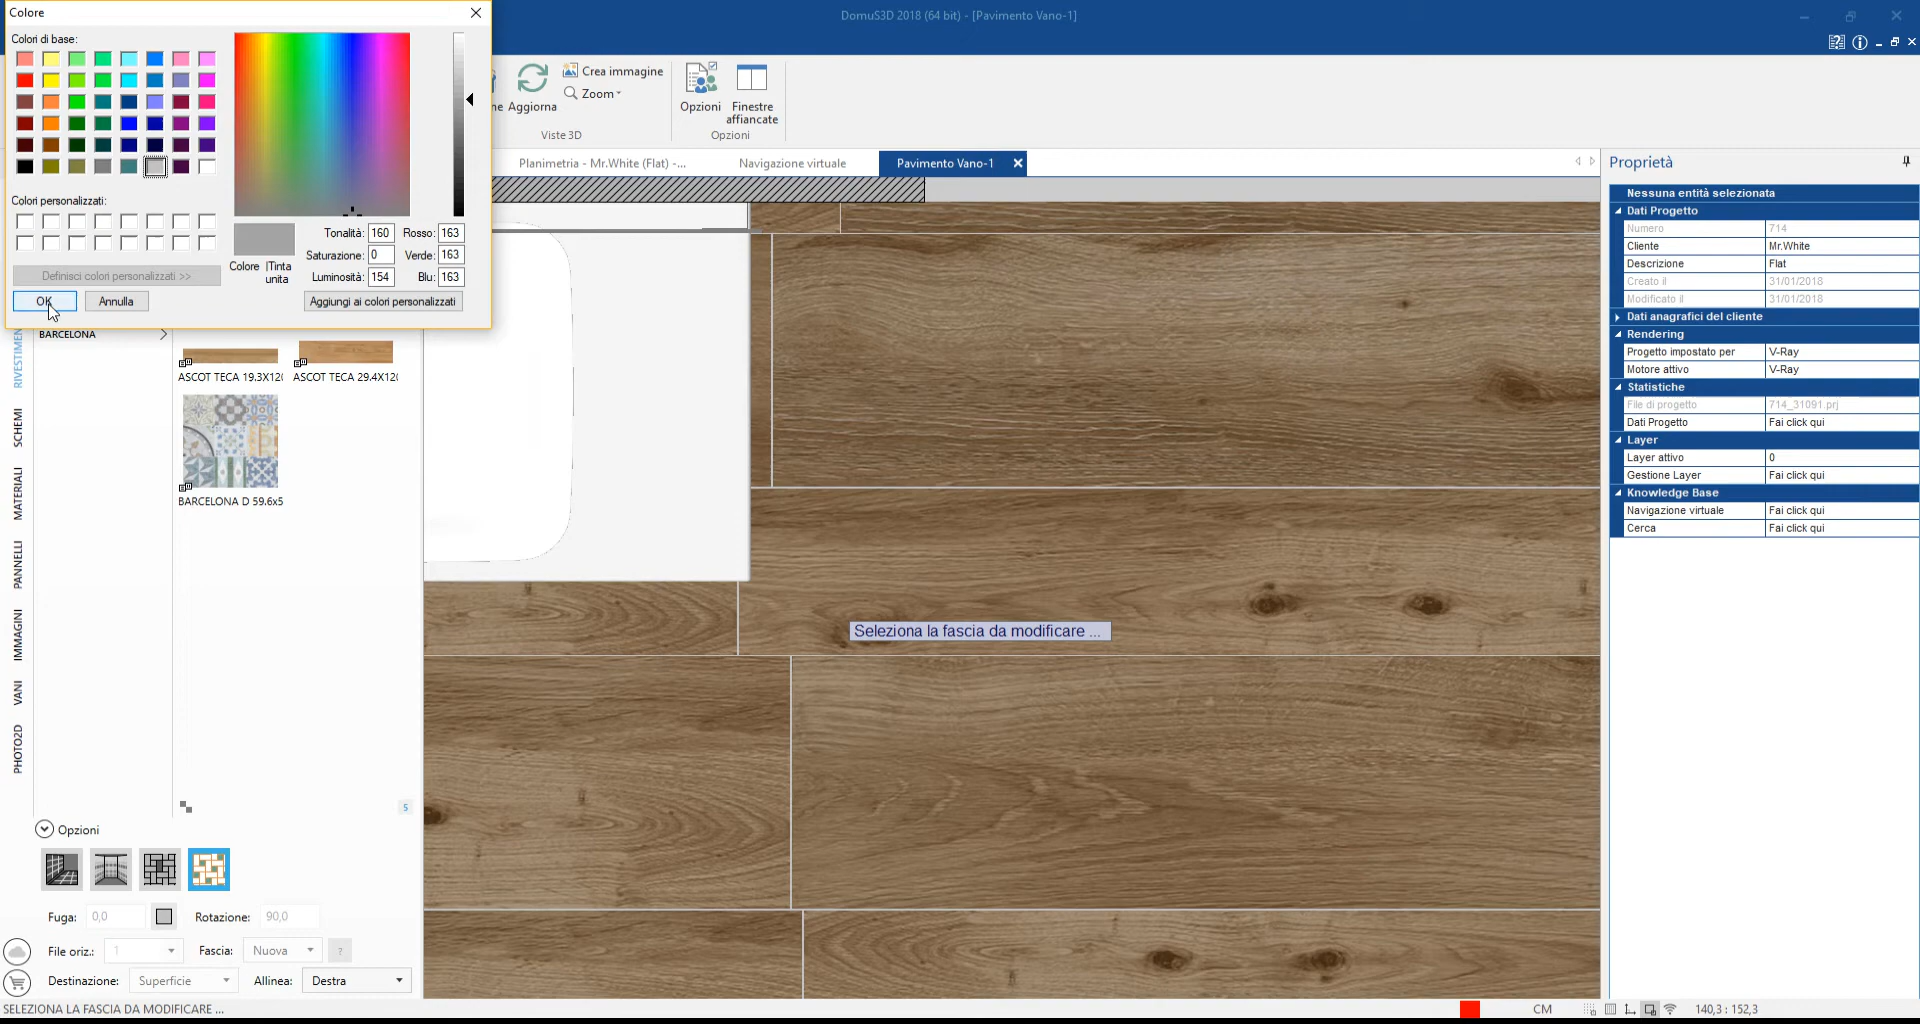 Colore
DomuS3D 2018 (64 bit) - [Pavimento Vano-1]
Colori di base:
Colori personalizzati:
Definisci colori personalizzati >>
OK
Annulla
Tonalità: 160
Rosso: 163
Saturazione: 0
Verde: 163
Luminosità: 154
Blu: 163
Colore |Tinta
unita
Aggiungi ai colori personalizzati
ne
Aggiorna
Crea immagine
Zoom
Viste 3D
Opzioni
Finestre
affiancate
Opzioni
Planimetria - Mr.White (Flat) -...
Navigazione virtuale
Pavimento Vano-1
RIVESTIMEN
SCHEMI
MATERIALI
PANNELLI
IMMAGINI
VANI
PHOTO2D
BARCELONA
ASCOT TECA 19.3X12(
ASCOT TECA 29.4X12(
BARCELONA D 59.6x5
5
Seleziona la fascia da modificare ...
Opzioni
Fuga: 0,0
Rotazione: 90,0
File oriz.: 1
Fascia: Nuova
?
Destinazione: Superficie
Allinea: Destra
Proprietà
Nessuna entità selezionata
Dati Progetto
Numero 714
Cliente Mr.White
Descrizione Flat
Creato il 31/01/2018
Modificato il 31/01/2018
Dati anagrafici del cliente
Rendering
Progetto impostato per V-Ray
Motore attivo V-Ray
Statistiche
File di progetto 714_31091.prj
Dati Progetto Fai click qui
Layer
Layer attivo 0
Gestione Layer Fai click qui
Knowledge Base
Navigazione virtuale Fai click qui
Cerca Fai click qui
SELEZIONA LA FASCIA DA MODIFICARE ...
CM
140,3 : 152,3